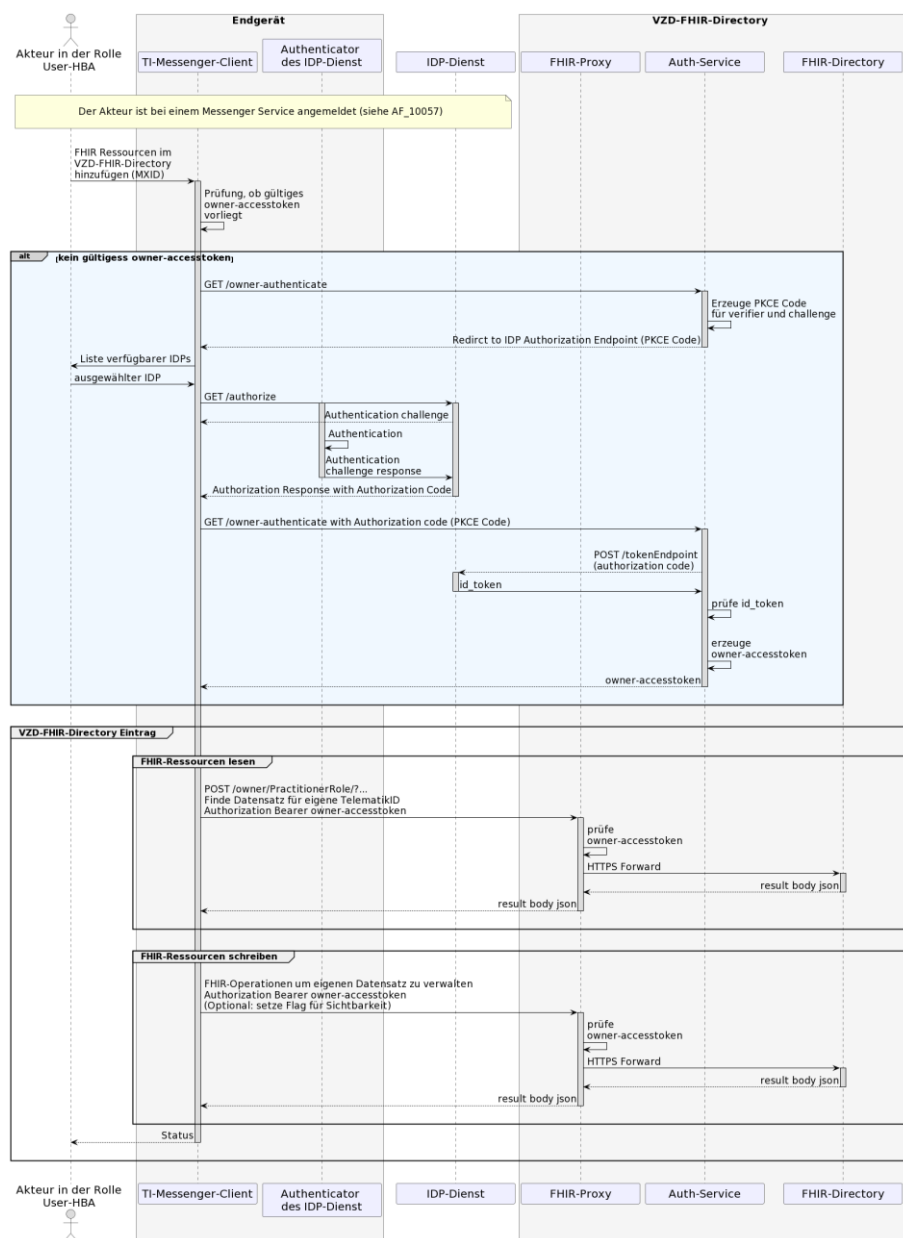 Endgerät
VZD-FHIR-Directory
Akteur in der Rolle
User-HBA
TI-Messenger-Client
Authenticator
des IDP-Dienst
IDP-Dienst
FHIR-Proxy
Auth-Service
FHIR-Directory
Der Akteur ist bei einem Messenger Service angemeldet (siehe AF_10057)
FHIR Ressourcen im
VZD-FHIR-Directory
hinzufügen (MXID)
Prüfung, ob gültiges
owner-accesstoken
vorliegt
alt
[kein gültigess owner-accesstoken]
GET /owner-authenticate
Erzeuge PKCE Code
für verifier und challenge
Redirct to IDP Authorization Endpoint (PKCE Code)
Liste verfügbarer IDPs
ausgewählter IDP
GET /authorize
Authentication challenge
Authentication
Authentication
challenge response
Authorization Response with Authorization Code
GET /owner-authenticate with Authorization code (PKCE Code)
POST /tokenEndpoint
(authorization code)
id_token
prüfe id_token
erzeuge
owner-accesstoken
owner-accesstoken
VZD-FHIR-Directory Eintrag
FHIR-Ressourcen lesen
POST /owner/PractitionerRole/?...
Finde Datensatz für eigene TelematikID
Authorization Bearer owner-accesstoken
prüfe
owner-accesstoken
HTTPS Forward
result body json
result body json
FHIR-Ressourcen schreiben
FHIR-Operationen um eigenen Datensatz zu verwalten
Authorization Bearer owner-accesstoken
(Optional: setze Flag für Sichtbarkeit)
prüfe
owner-accesstoken
HTTPS Forward
result body json
result body json
Status
Akteur in der Rolle
User-HBA
TI-Messenger-Client
Authenticator
des IDP-Dienst
IDP-Dienst
FHIR-Proxy
Auth-Service
FHIR-Directory